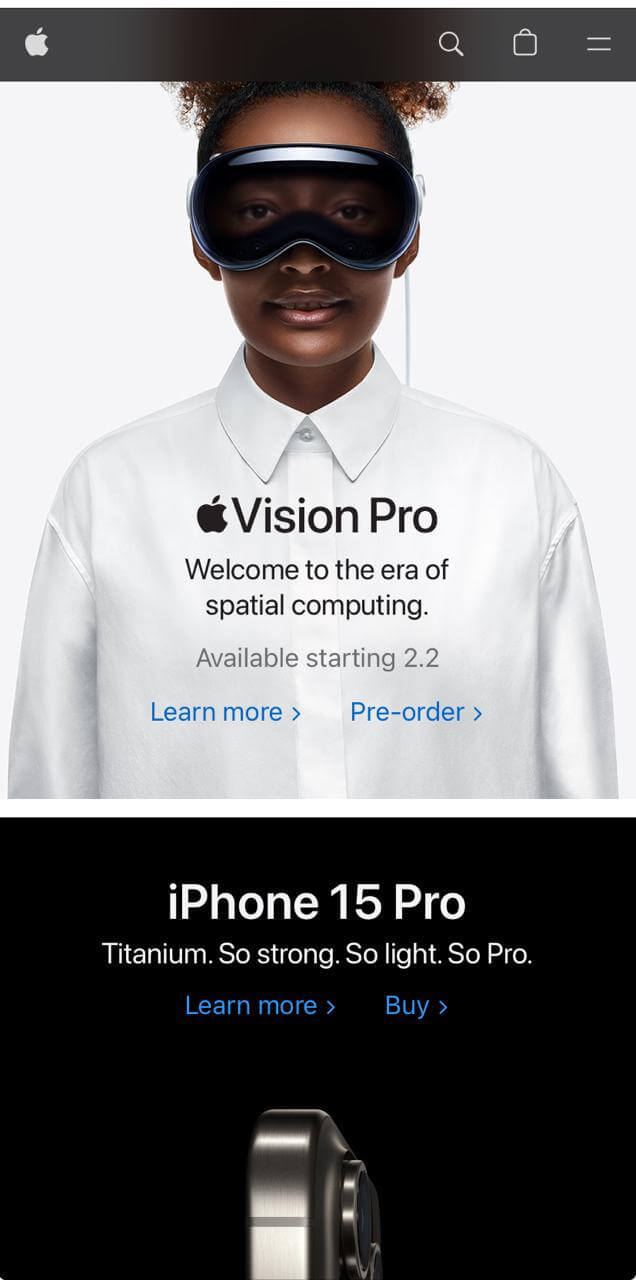 Vision Pro
Welcome to the era of
spatial computing.
Available starting 2.2
Learn more > Pre-order >
iPhone 15 Pro
Titanium. So strong. So light. So Pro.
Learn more > Buy >